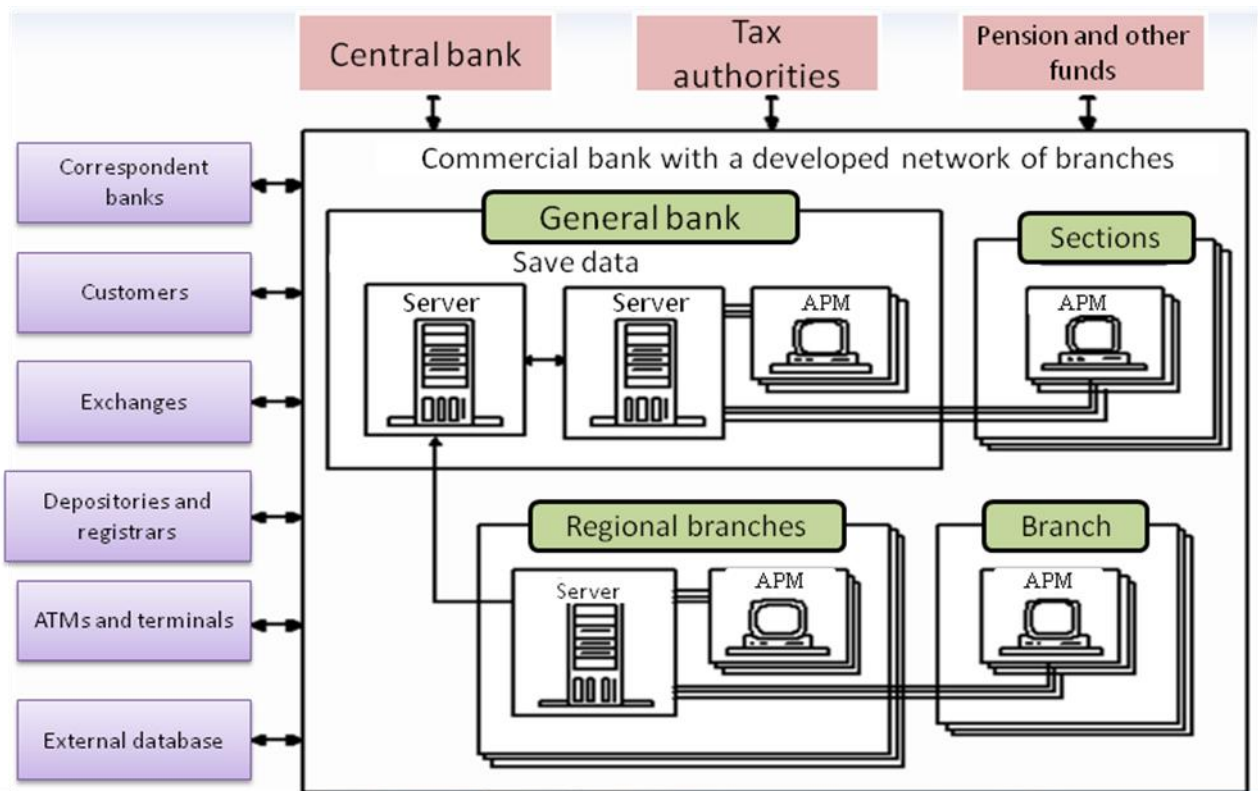 Central bank
Tax
authorities
Pension and other
funds
Correspondent
banks
Customers
Exchanges
Depositories and
registrars
ATMs and terminals
External database
Commercial bank with a developed network of branches
General bank
Save data
Server
Server
APM
Sections
APM
Regional branches
Server
APM
Branch
APM